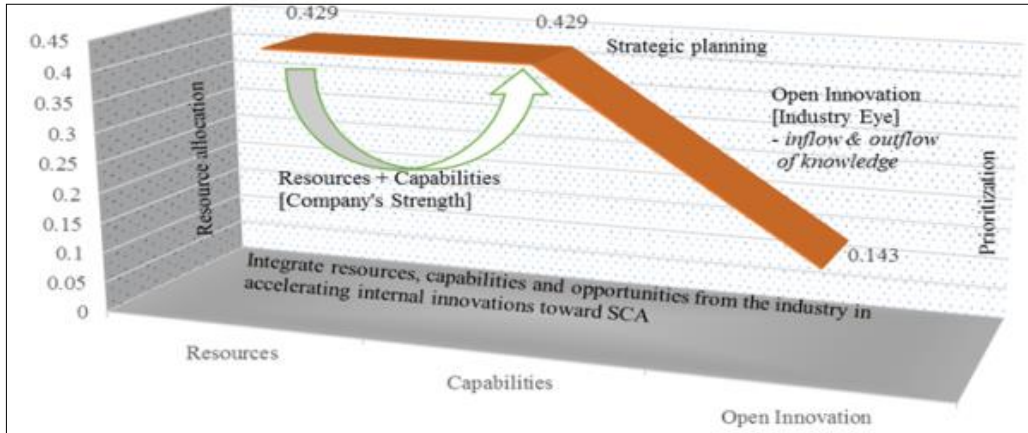 0.429
0.429
0.45
0.4
0.35
0.3
0.25
0.2
0.15
0.1
0.05
0
Resource allocation
Strategic planning
Open Innovation
[Industry Eye]
- inflow & outflow
of knowledge
Prioritization
Resources + Capabilities
[Company's Strength]
0.143
Integrate resources, capabilities and opportunities from the industry in
accelerating internal innovations toward SCA
Resources
Capabilities
Open Innovation